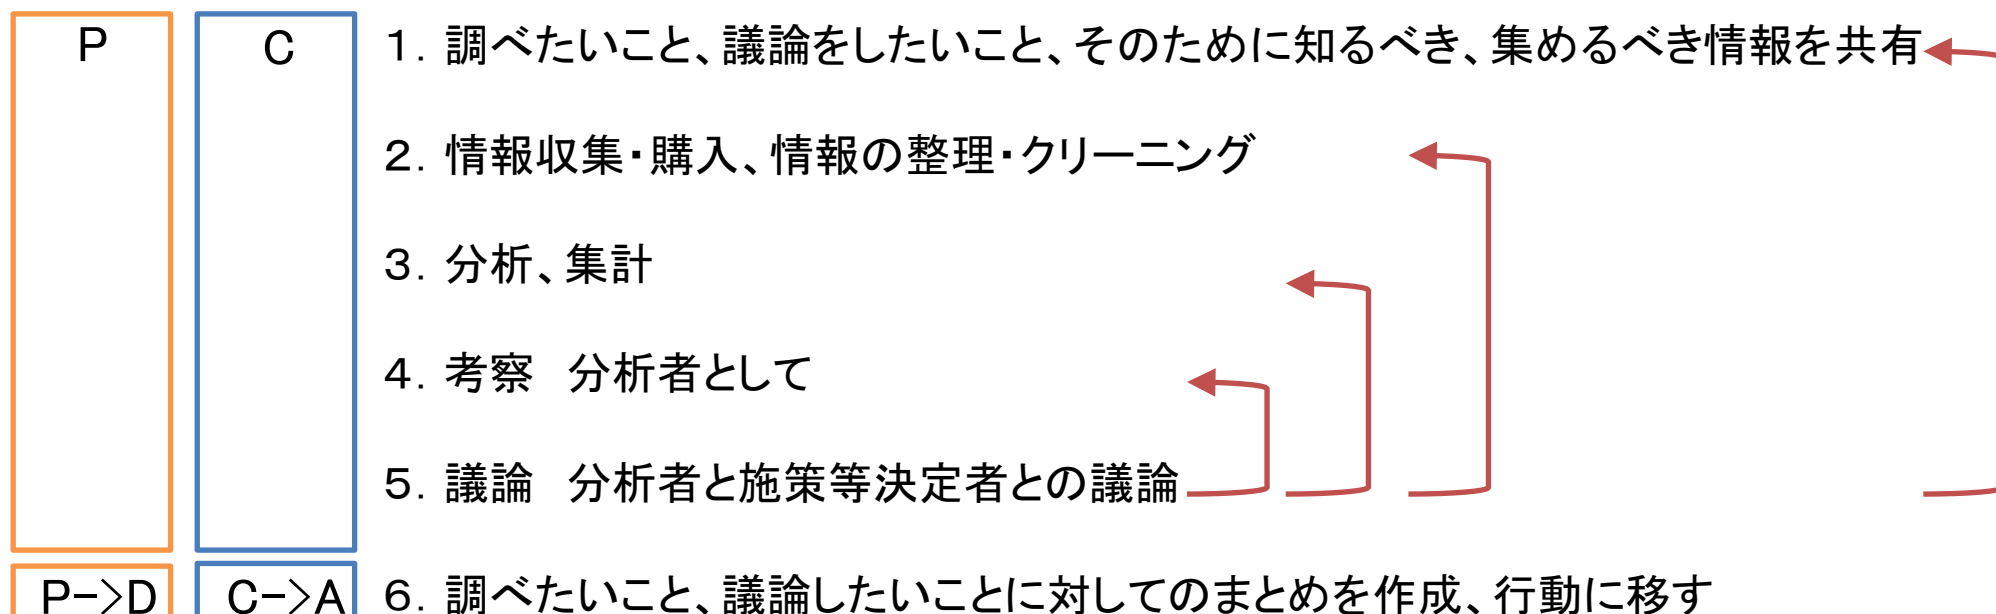 P
C
１．調べたいこと、議論をしたいこと、そのために知るべき、集めるべき情報を共有
２．情報収集・購入、情報の整理・クリーニング
３．分析、集計
４．考察　分析者として
５．議論　分析者と施策等決定者との議論
P->D
C->A
６．調べたいこと、議論したいことに対してのまとめを作成、行動に移す